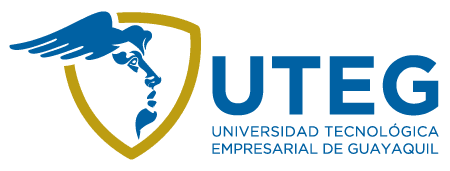 UTEG
UNIVERSIDAD TECNOLÓGICA
EMPRESARIAL DE GUAYAQUIL